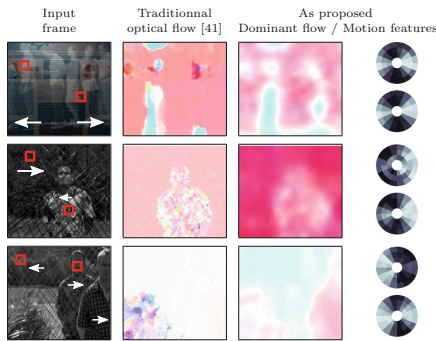 Input
frame
Traditionnal
optical flow [41]
As proposed
Dominant flow / Motion features